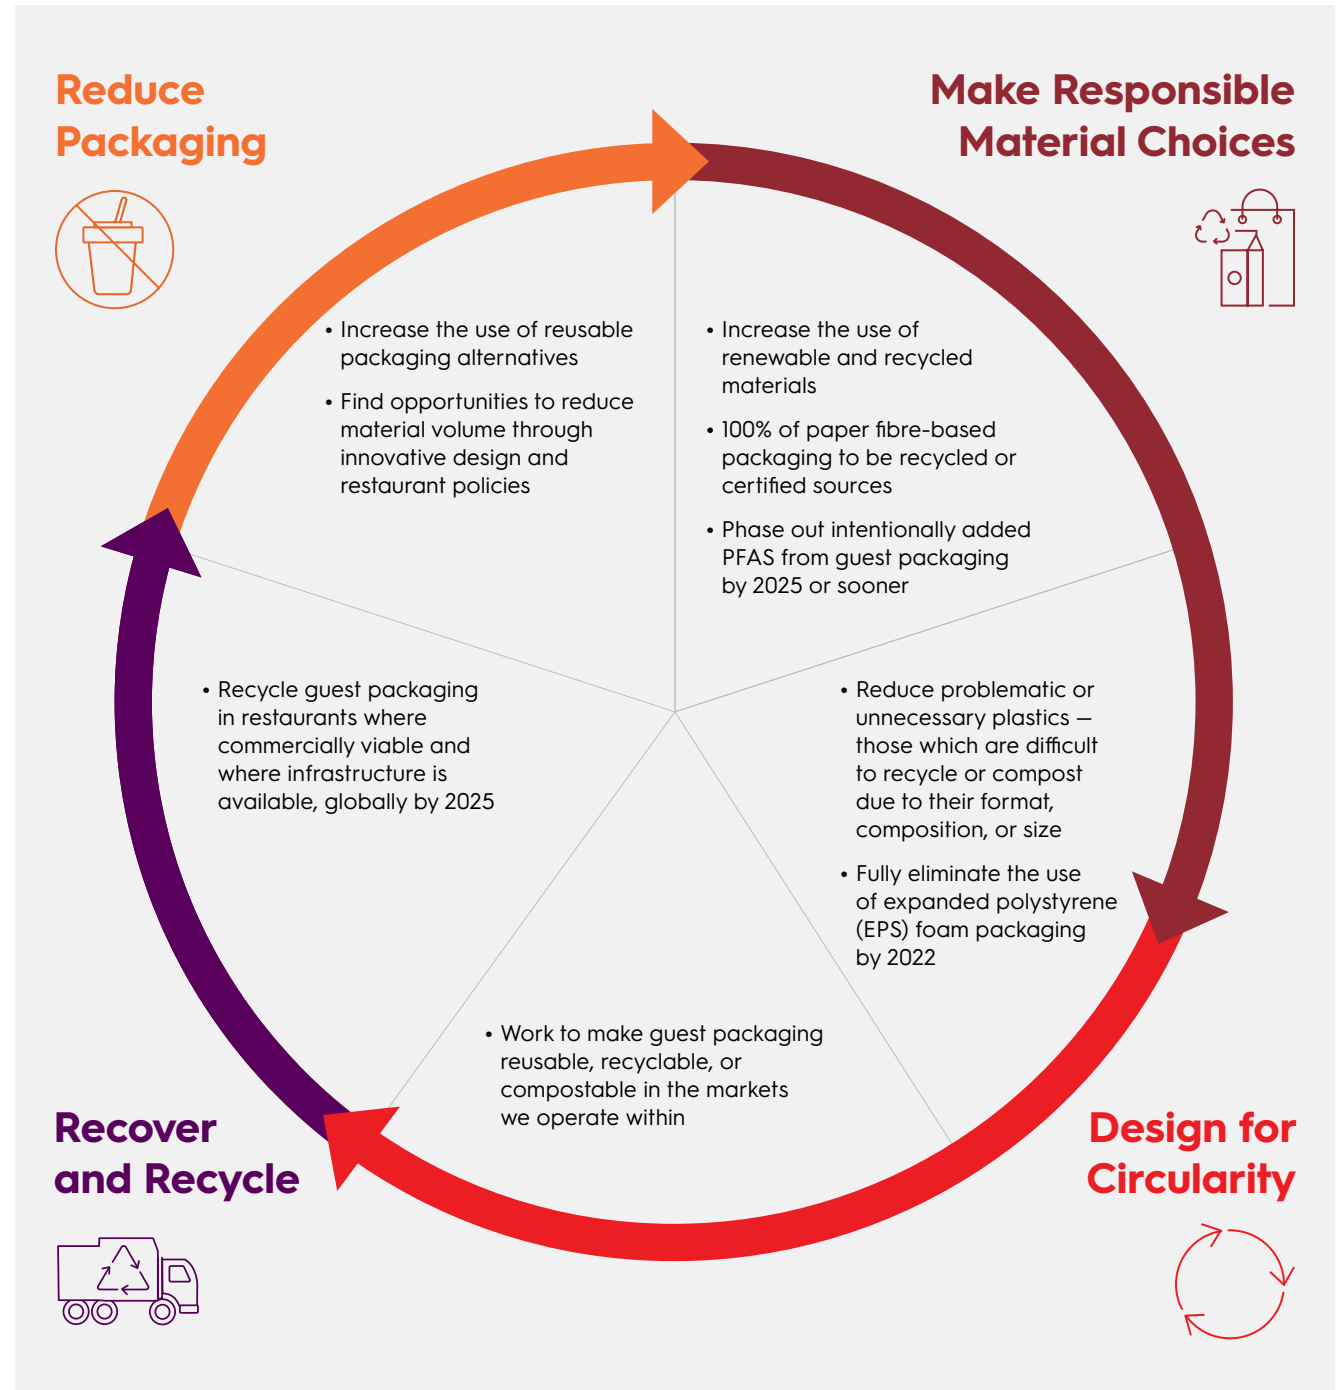 Reduce
Packaging
Make Responsible
Material Choices
• Increase the use of reusable
packaging alternatives
• Find opportunities to reduce
material volume through
innovative design and
restaurant policies
• Increase the use of
renewable and recycled
materials
• 100% of paper fibre-based
packaging to be recycled or
certified sources
• Phase out intentionally added
PFAS from guest packaging
by 2025 or sooner
• Reduce problematic or
unnecessary plastics —
those which are difficult
to recycle or compost
due to their format,
composition, or size
• Fully eliminate the use
of expanded polystyrene
(EPS) foam packaging
by 2022
• Work to make guest packaging
reusable, recyclable, or
compostable in the markets
we operate within
• Recycle guest packaging
in restaurants where
commercially viable and
where infrastructure is
available, globally by 2025
Design for
Circularity
Recover
and Recycle